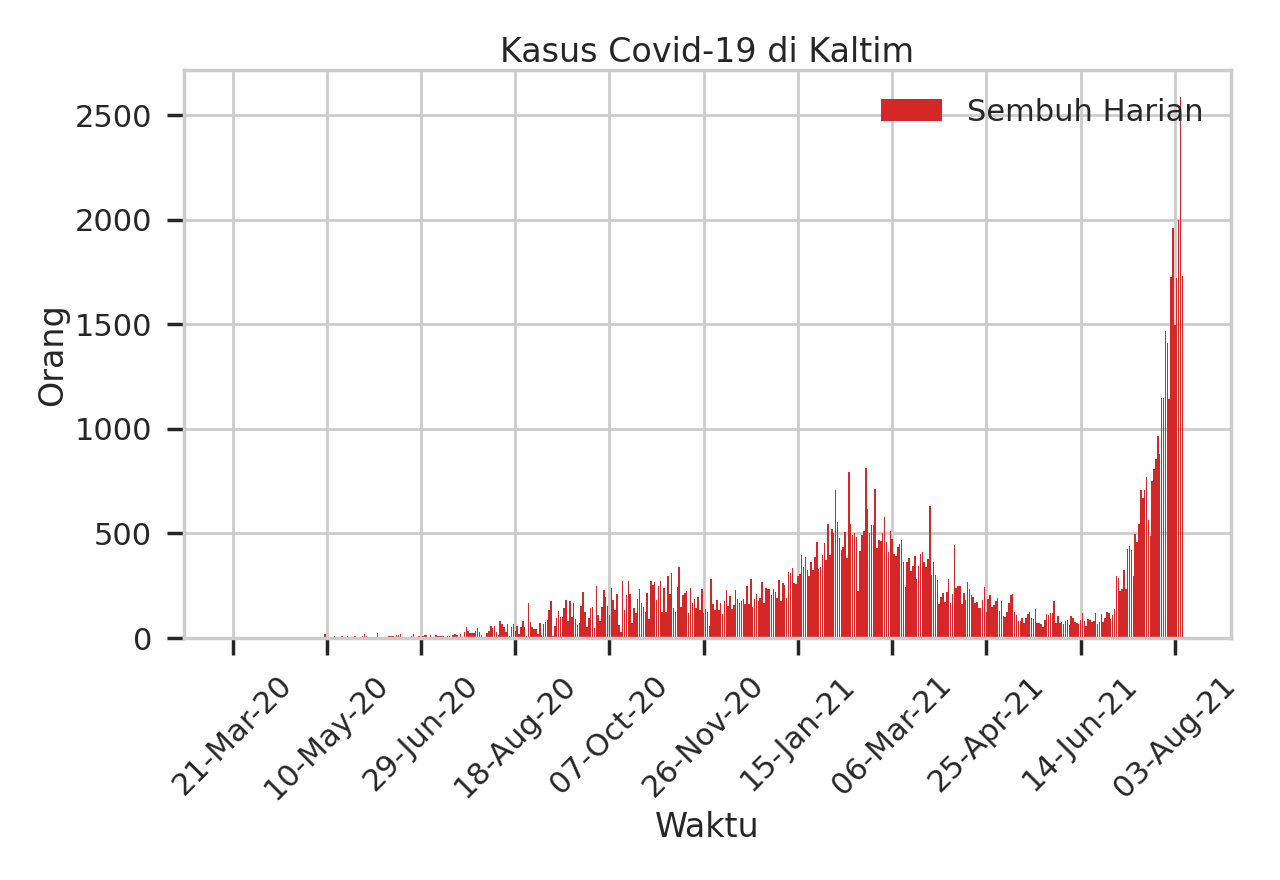 Kasus Covid-19 di Kaltim
Sembuh Harian
Orang
2500
2000
1500
1000
500
0
21-Mar-20
10-May-20
29-Jun-20
18-Aug-20
07-Oct-20
26-Nov-20
15-Jan-21
06-Mar-21
25-Apr-21
14-Jun-21
03-Aug-21
Waktu